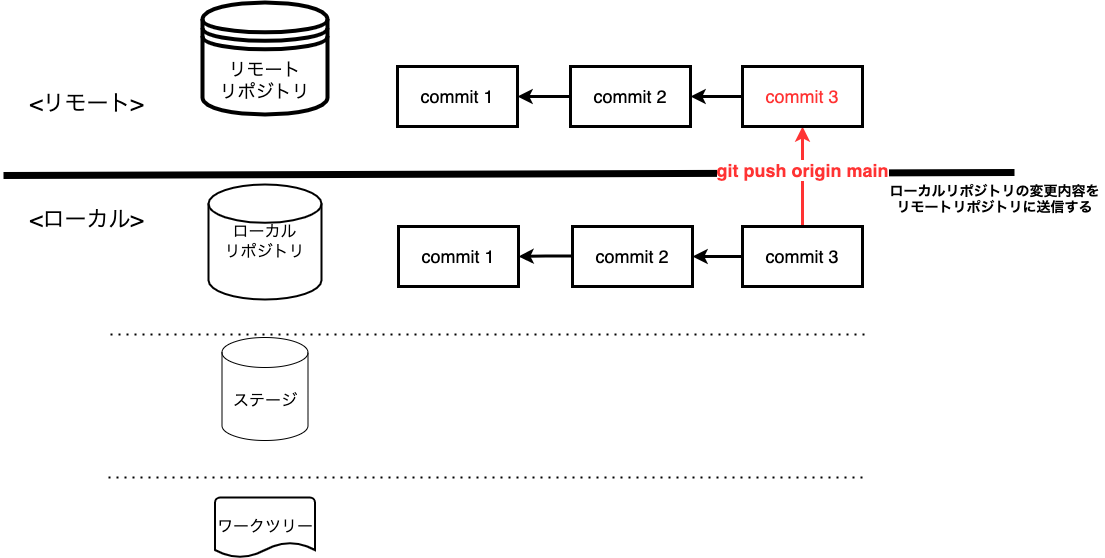 リモート
リポジトリ
<リモート>
commit 1
commit 2
commit 3
git push origin main
ローカルリポジトリの変更内容を
リモートリポジトリに送信する
<ローカル>
ローカル
リポジトリ
commit 1
commit 2
commit 3
ステージ
ワークツリー